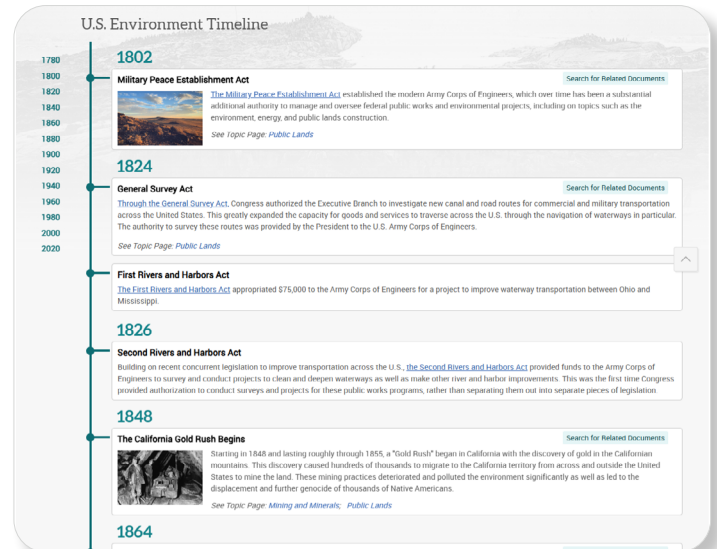 U.S. Environment Timeline
1780
1800
1820
1840
1860
1880
1900
1920
1940
1960
1980
2000
2020
1802
Military Peace Establishment Act
Search for Related Documents
The Military Peace Establishment Act established the modern Army Corps of Engineers, which over time has been a substantial
additional authority to manage and oversee federal public works and environmental projects, including on topics such as the
environment, energy, and public lands construction.
See Topic Page: Public Lands
1824
General Survey Act
Search for Related Documents
Through the General Survey Act, Congress authorized the Executive Branch to investigate new canal and road routes for commercial and military transportation
across the United States. This greatly expanded the capacity for goods and services to traverse across the U.S. through the navigation of waterways in particular.
The authority to survey these routes was provided by the President to the U.S. Army Corps of Engineers.
See Topic Page: Public Lands
First Rivers and Harbors Act
The First Rivers and Harbors Act appropriated $75,000 to the Army Corps of Engineers for a project to improve waterway transportation between Ohio and
Mississippi.
1826
Second Rivers and Harbors Act
Building on recent concurrent legislation to improve transportation across the U.S., the Second Rivers and Harbors Act provided funds to the Army Corps of
Engineers to survey and conduct projects to clean and deepen waterways as well as make other river and harbor improvements. This was the first time Congress
provided authorization to conduct surveys and projects for these public works programs, rather than separating them out into separate pieces of legislation.
1848
The California Gold Rush Begins
Search for Related Documents
Starting in 1848 and lasting roughly through 1855, a "Gold Rush" began in California with the discovery of gold in the Californian
mountains. This discovery caused hundreds of thousands to migrate to the California territory from across and outside the United
States to mine the land. These mining practices deteriorated and polluted the environment significantly as well as led to the
displacement and further genocide of thousands of Native Americans.
See Topic Page: Mining and Minerals; Public Lands
1864